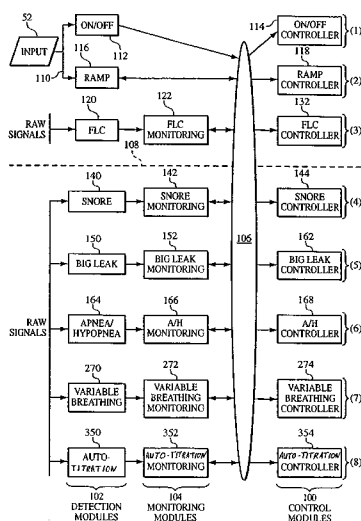 52
INPUT
110
ON/OFF
112
116
RAMP
114
ON/OFF
CONTROLLER
(1)
118
RAMP
CONTROLLER
(2)
RAW
SIGNALS
120
FLC
122
FLC
MONITORING
132
FLC
CONTROLLER
(3)
108
106
RAW
SIGNALS
140
SNORE
142
SNORE
MONITORING
144
SNORE
CONTROLLER
(4)
150
BIG LEAK
152
BIG LEAK
MONITORING
162
BIG LEAK
CONTROLLER
(5)
164
APNEA/
HYPOPNEA
166
A/H
MONITORING
168
A/H
CONTROLLER
(6)
270
VARIABLE
BREATHING
272
VARIABLE
BREATHING
MONITORING
274
VARIABLE
BREATHING
CONTROLLER
(7)
350
AUTO-
TITRATION
352
AUTO-TITRATION
MONITORING
354
AUTO-TITRATION
CONTROLLER
(8)
102
DETECTION
MODULES
104
MONITORING
MODULES
100
CONTROL
MODULES